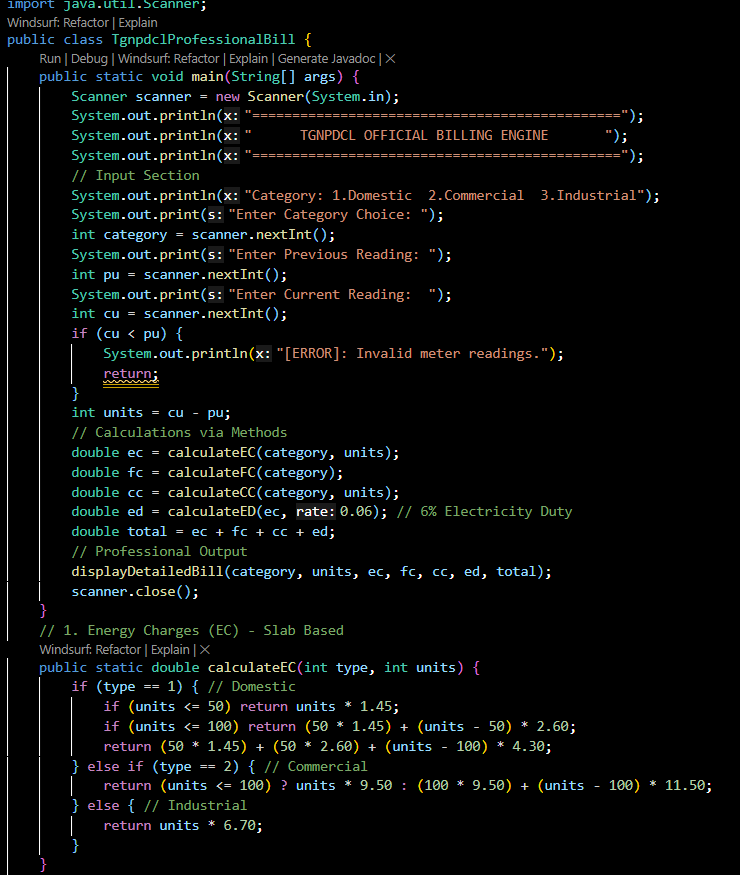 import java.util.Scanner;
Windsurf: Refactor | Explain
public class TgnpdclProfessionalBill {
Run | Debug | Windsurf: Refactor | Explain | Generate Javadoc | ×
public static void main(String[] args) {
Scanner scanner = new Scanner(System.in);
System.out.println(x: "==============================================");
System.out.println(x: "      TGNPDCL OFFICIAL BILLING ENGINE       ");
System.out.println(x: "==============================================");
// Input Section
System.out.println(x: "Category: 1.Domestic  2.Commercial  3.Industrial");
System.out.print(s: "Enter Category Choice: ");
int category = scanner.nextInt();
System.out.print(s: "Enter Previous Reading: ");
int pu = scanner.nextInt();
System.out.print(s: "Enter Current Reading:  ");
int cu = scanner.nextInt();
if (cu < pu) {
System.out.println(x: "[ERROR]: Invalid meter readings.");
return;
}
int units = cu - pu;
// Calculations via Methods
double ec = calculateEC(category, units);
double fc = calculateFC(category);
double cc = calculateCC(category, units);
double ed = calculateED(ec, rate: 0.06); // 6% Electricity Duty
double total = ec + fc + cc + ed;
// Professional Output
displayDetailedBill(category, units, ec, fc, cc, ed, total);
scanner.close();
}
// 1. Energy Charges (EC) - Slab Based
Windsurf: Refactor | Explain | ×
public static double calculateEC(int type, int units) {
if (type == 1) { // Domestic
if (units <= 50) return units * 1.45;
if (units <= 100) return (50 * 1.45) + (units - 50) * 2.60;
return (50 * 1.45) + (50 * 2.60) + (units - 100) * 4.30;
} else if (type == 2) { // Commercial
return (units <= 100) ? units * 9.50 : (100 * 9.50) + (units - 100) * 11.50;
} else { // Industrial
return units * 6.70;
}
}